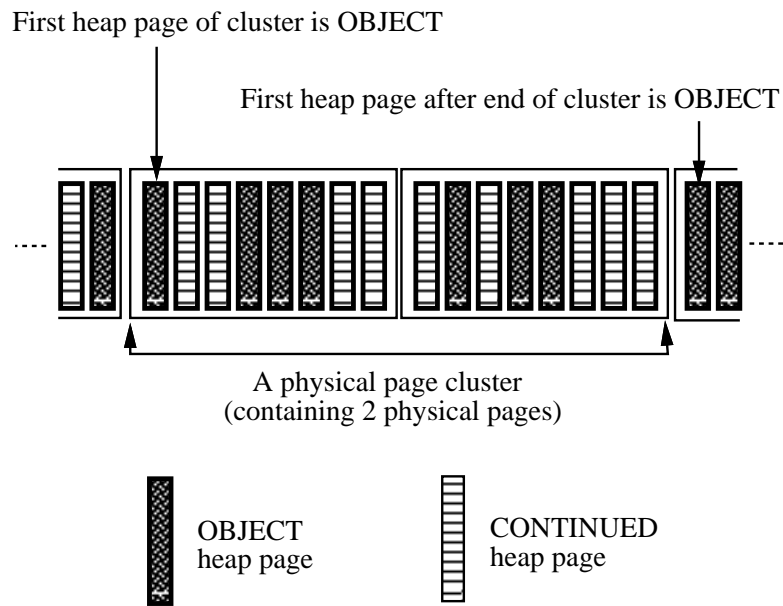 First heap page of cluster is OBJECT
First heap page after end of cluster is OBJECT
A physical page cluster
(containing 2 physical pages)
OBJECT
heap page
CONTINUED
heap page